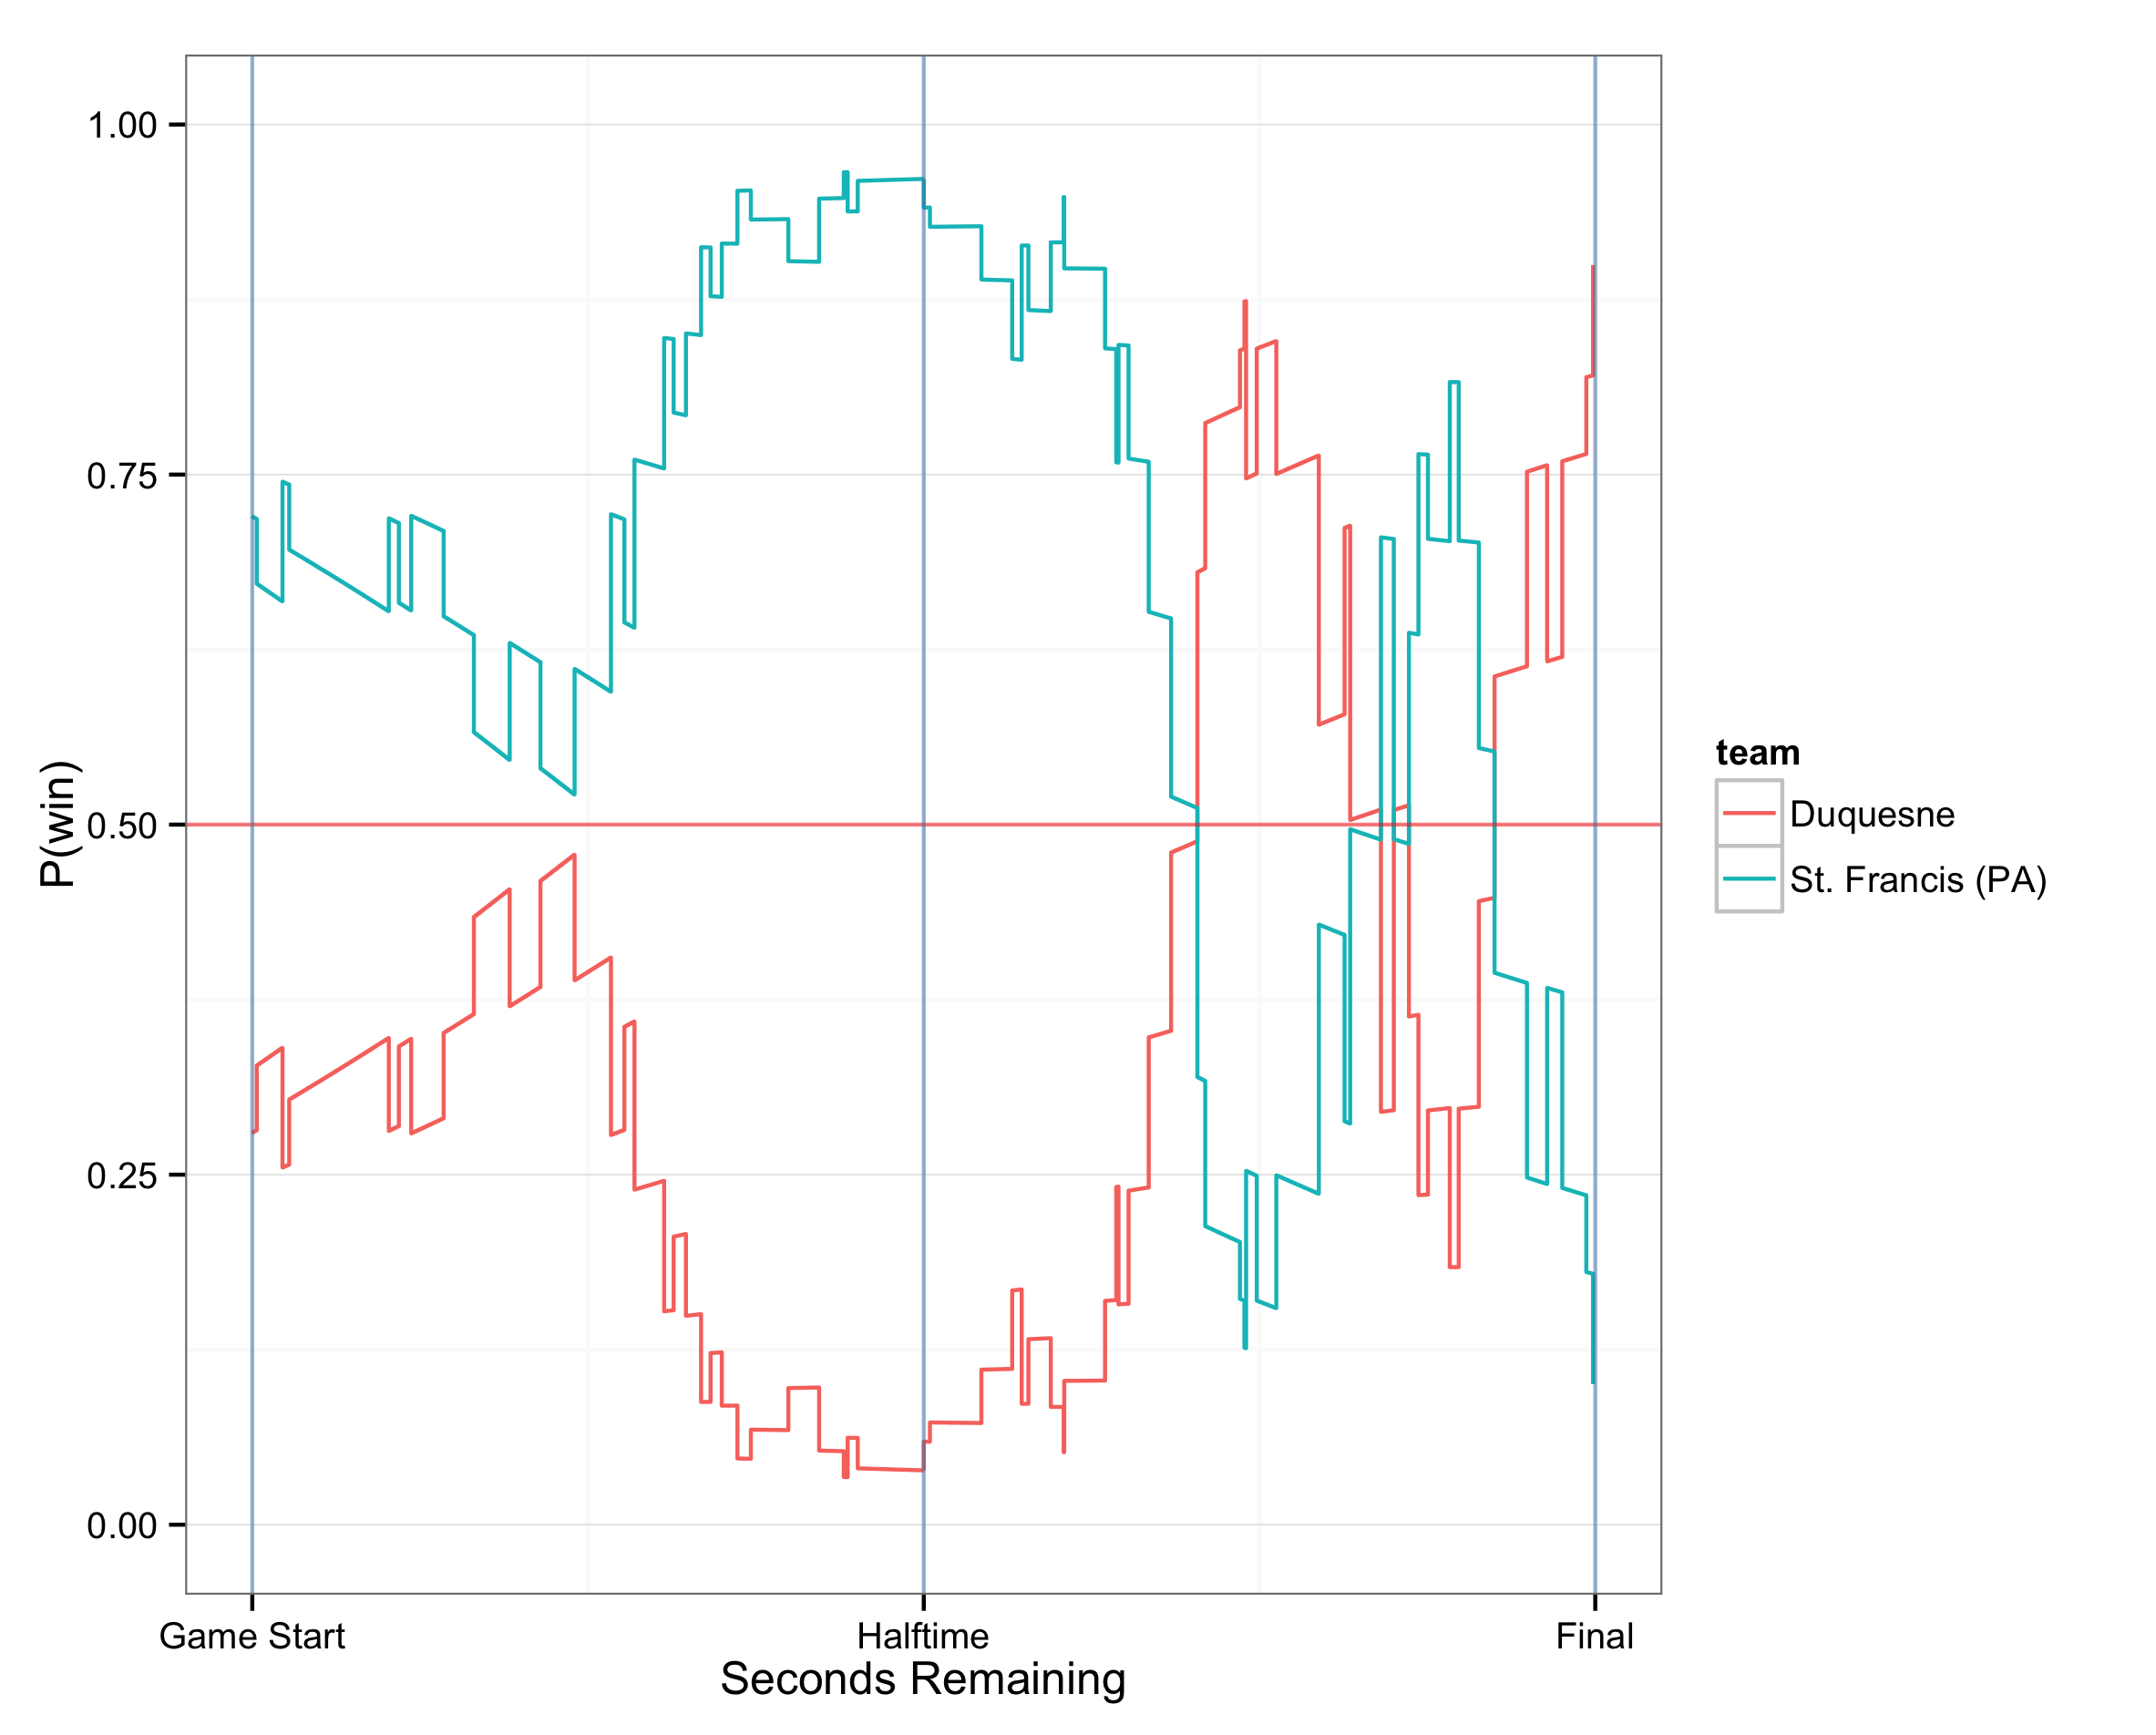 1.00
0.75
0.50
0.25
0.00
P(win)
Game Start
Halftime
Final
Seconds Remaining
team
Duquesne
St. Francis (PA)